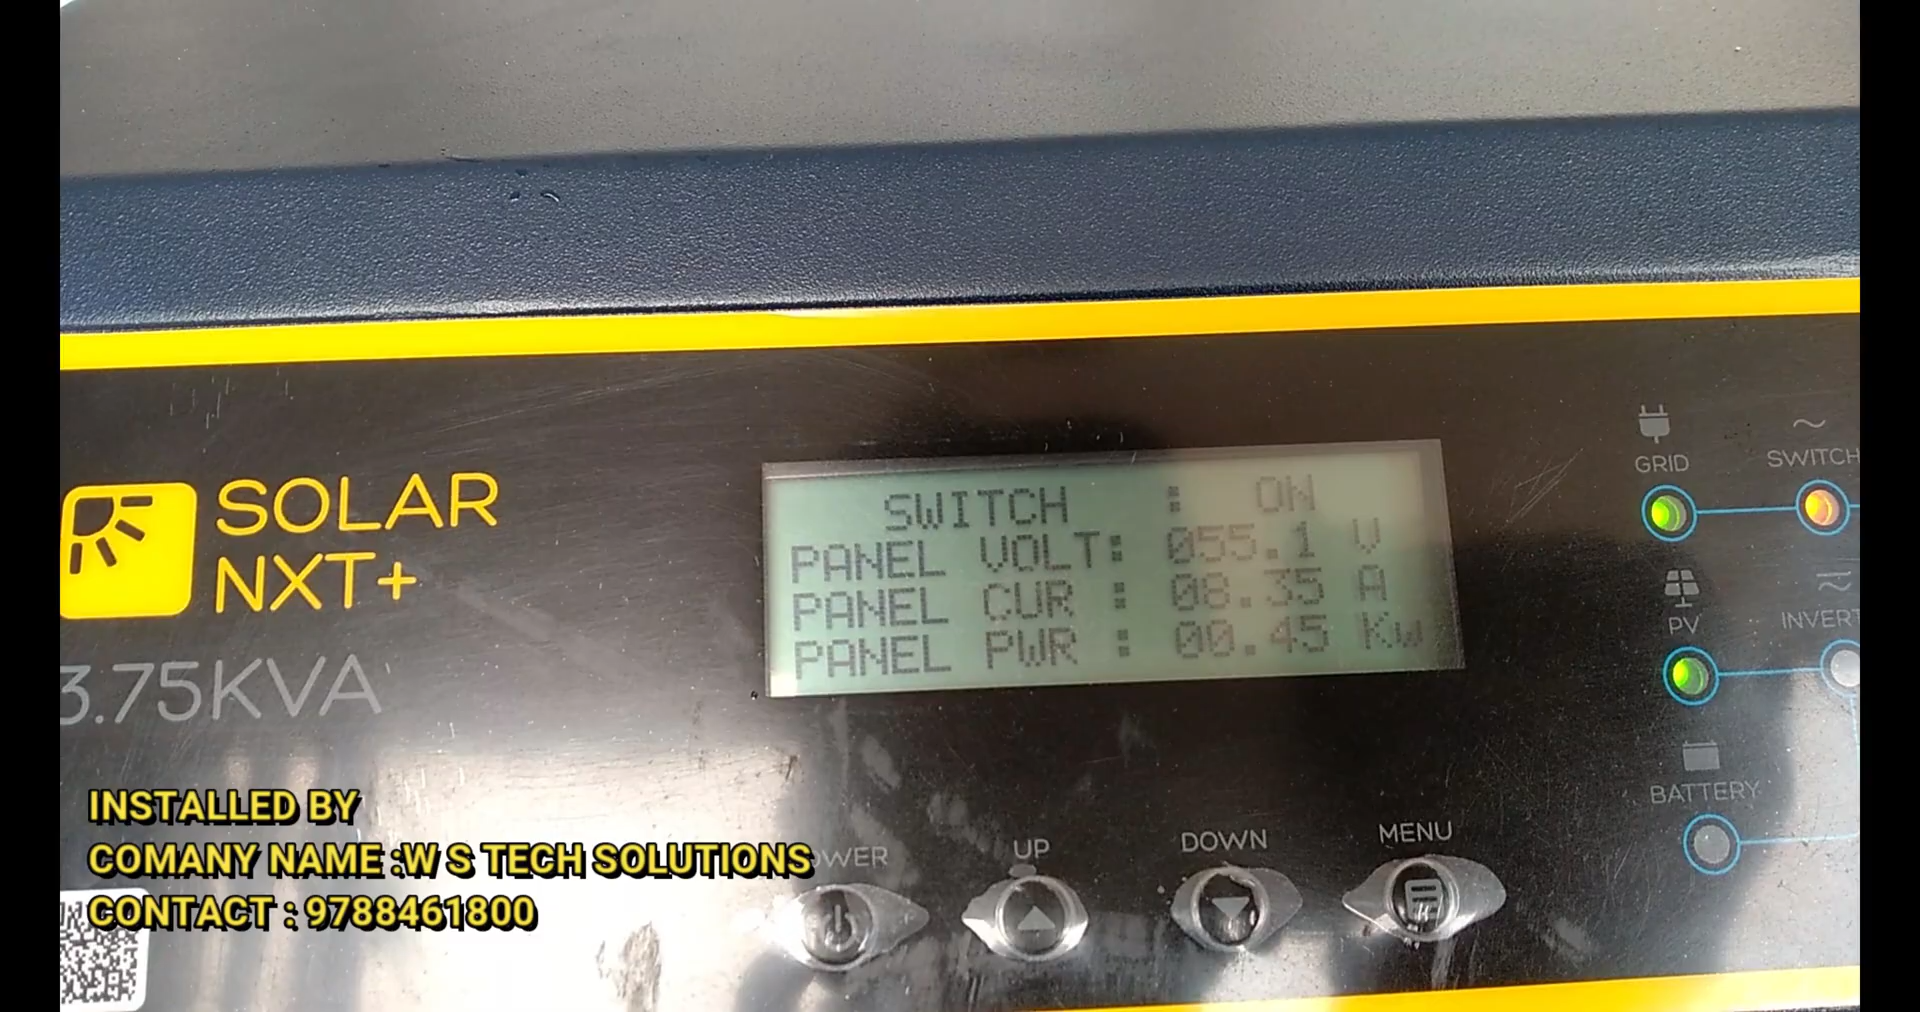 SOLAR
NXT+
3.75KVA
SWITCH : ON
PANEL VOLT: 055.1 V
PANEL CUR : 08.35 A
PANEL PWR : 00.45 Kw
GRID
SWITCH
PV
INVERT
BATTERY
OWER
UP
DOWN
MENU
INSTALLED BY
COMANY NAME :W S TECH SOLUTIONS
CONTACT : 9788461800